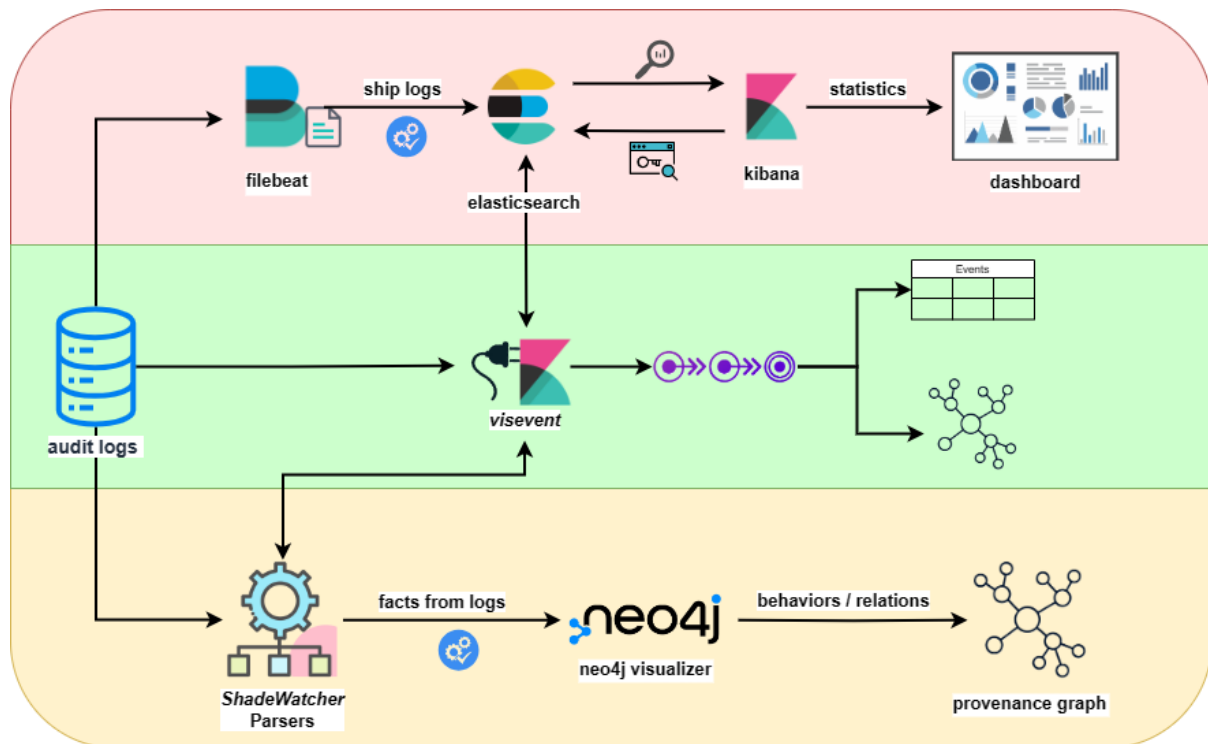 ship logs
statistics
filebeat
kibana
dashboard
elasticsearch
Events
visevent
audit logs
facts from logs
behaviors / relations
neo4j
neo4j visualizer
ShadeWatcher
Parsers
provenance graph